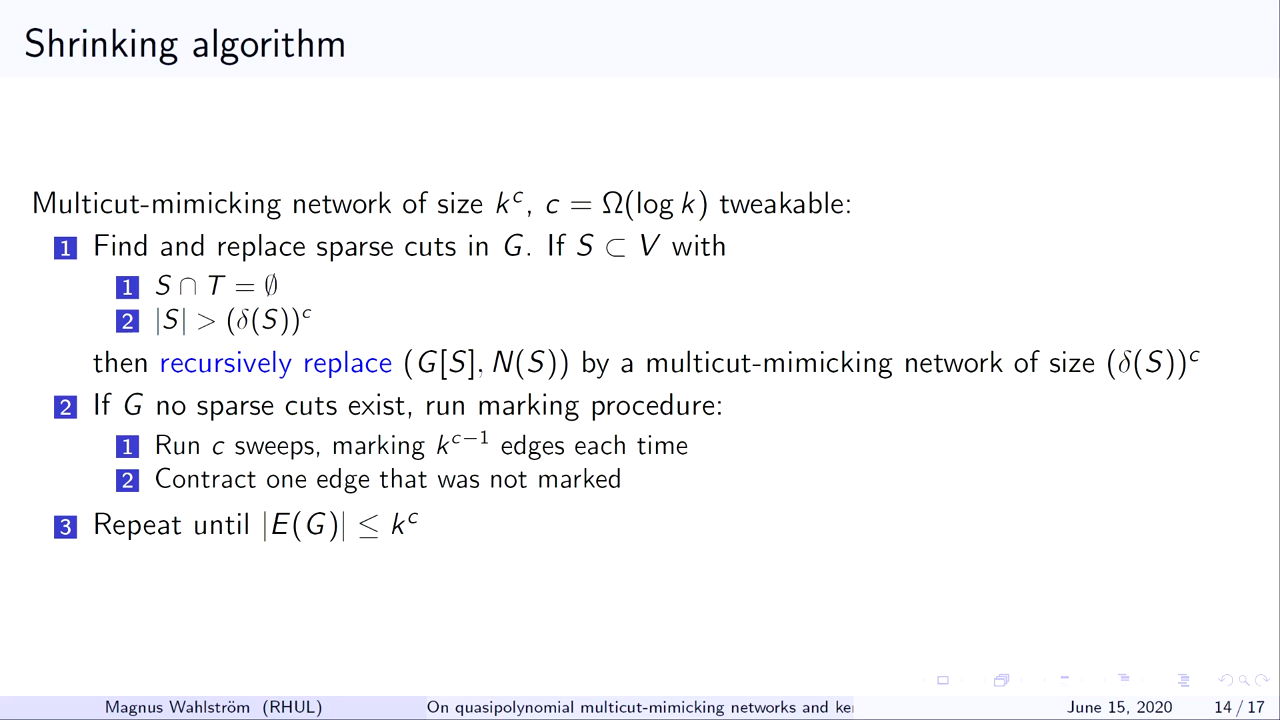 Shrinking algorithm
Multicut-mimicking network of size k^c, c = Ω(log k) tweakable:
1 Find and replace sparse cuts in G. If S ⊂ V with
1 S ∩ T = ∅
2 |S| > (δ(S))^c
then recursively replace (G[S], N(S)) by a multicut-mimicking network of size (δ(S))^c
2 If G no sparse cuts exist, run marking procedure:
1 Run c sweeps, marking k^{c−1} edges each time
2 Contract one edge that was not marked
3 Repeat until |E(G)| ≤ k^c
Magnus Wahlström (RHUL) On quasipolynomial multicut-mimicking networks and ke June 15, 2020 14 / 17